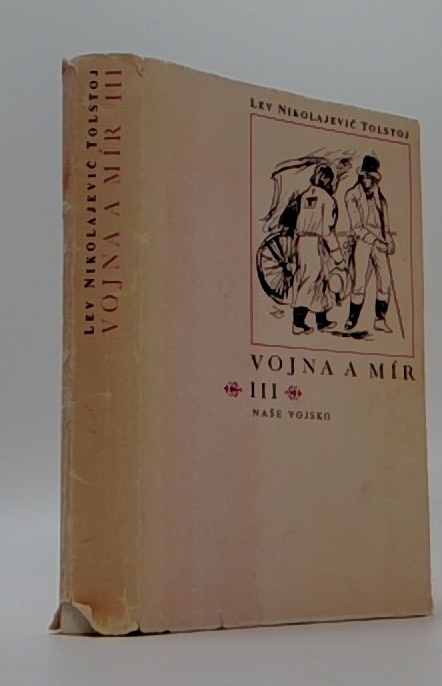 LEV NIKOLAJEVIČ TOLSTOJ
VOJNA A MÍR III
LEV NIKOLAJEVIČ TOLSTOJ
VOJNA A MÍR
III
NAŠE VOJSKO